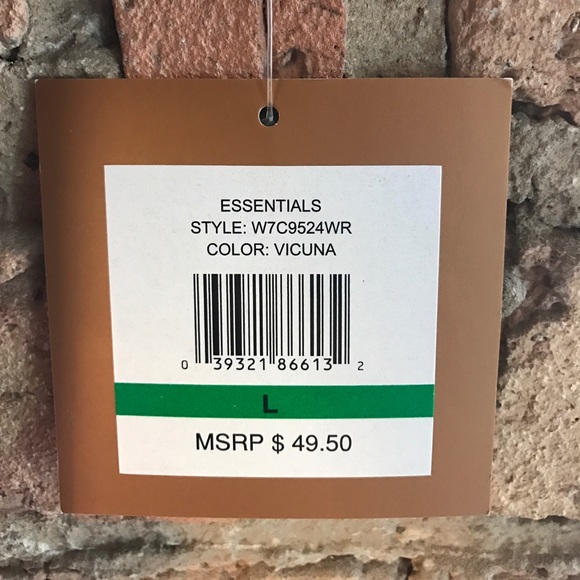 ESSENTIALS
STYLE: W7C9524WR
COLOR: VICUNA
0 39321 86613 2
L
MSRP $ 49.50